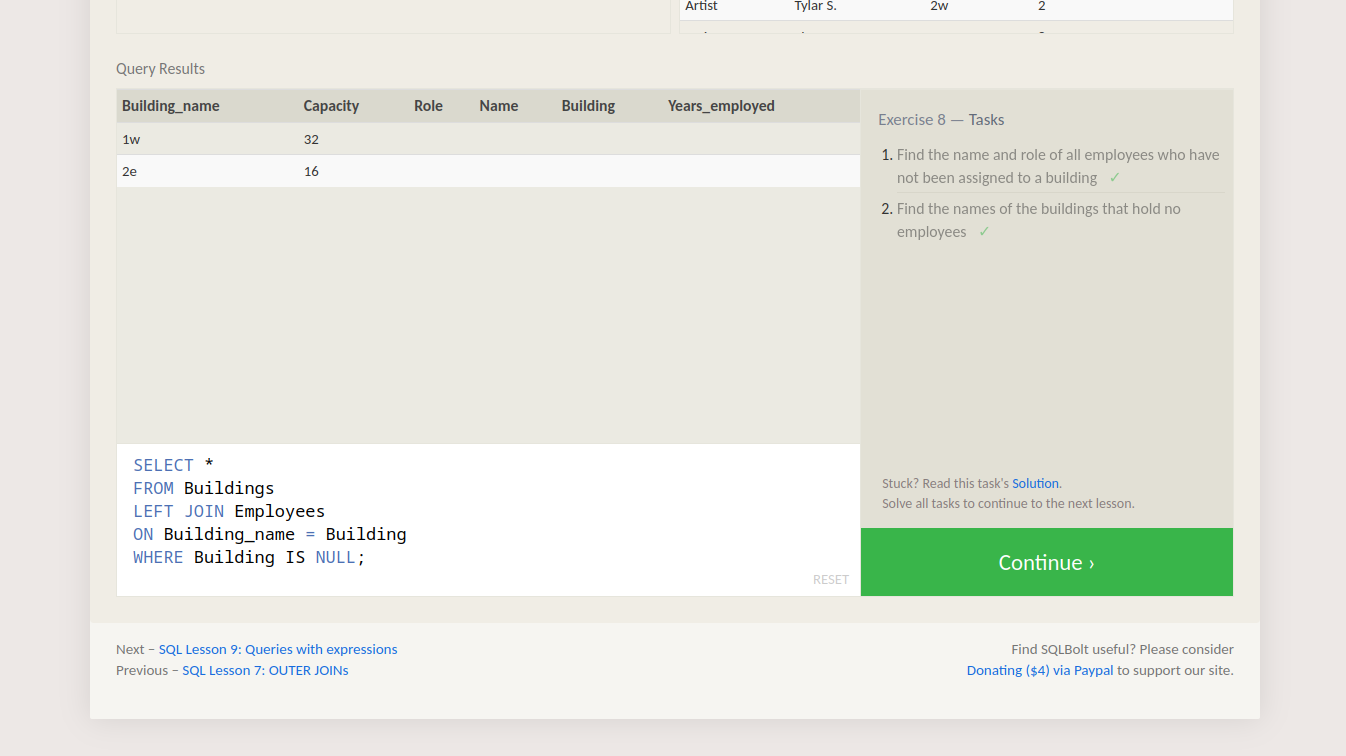 Artist Tylar S. 2w 2
Query Results
Building_name Capacity Role Name Building Years_employed
1w 32
2e 16
SELECT *
FROM Buildings
LEFT JOIN Employees
ON Building_name = Building
WHERE Building IS NULL;
RESET
Exercise 8 — Tasks
1. Find the name and role of all employees who have
not been assigned to a building ✓
2. Find the names of the buildings that hold no
employees ✓
Stuck? Read this task's Solution.
Solve all tasks to continue to the next lesson.
Continue ›
Next – SQL Lesson 9: Queries with expressions
Previous – SQL Lesson 7: OUTER JOINs
Find SQLBolt useful? Please consider
Donating ($4) via Paypal to support our site.